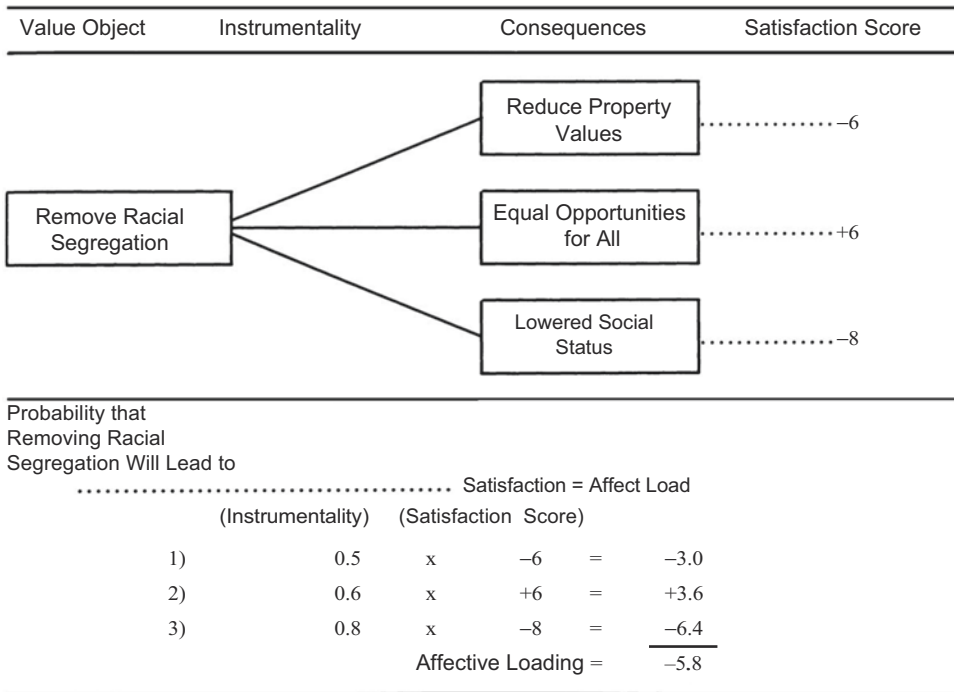 Value Object Instrumentality Consequences Satisfaction Score
Reduce Property
Values
–6
Remove Racial
Segregation
Equal Opportunities
for All
+6
Lowered Social
Status
–8
Probability that
Removing Racial
Segregation Will Lead to
Satisfaction = Affect Load
(Instrumentality) (Satisfaction Score)
1) 0.5 x –6 = –3.0
2) 0.6 x +6 = +3.6
3) 0.8 x –8 = –6.4
Affective Loading = –5.8